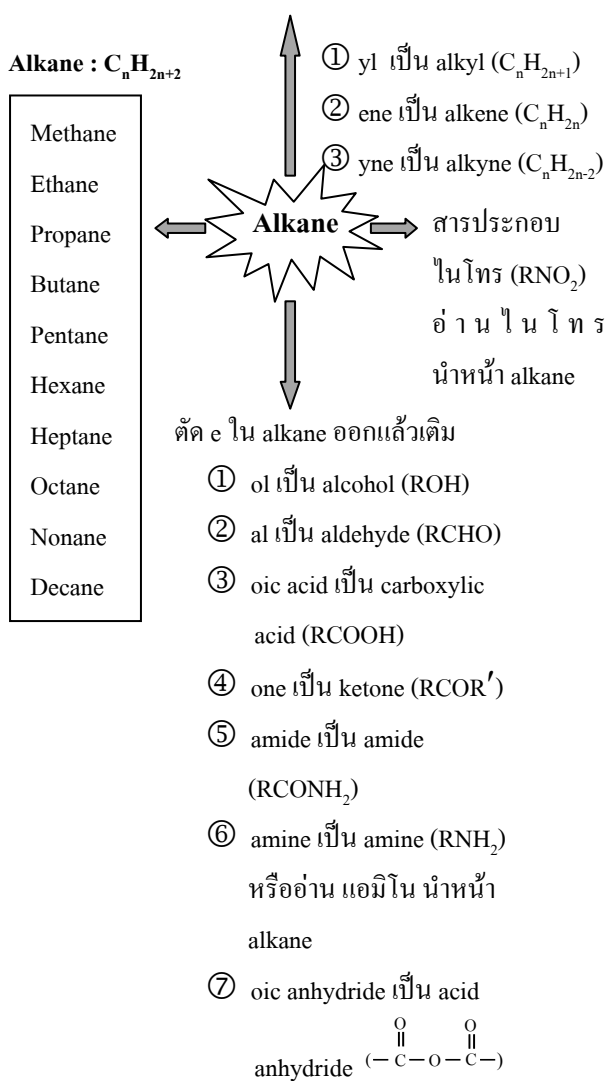 Alkane : CₙH₂ₙ₊₂
Methane
Ethane
Propane
Butane
Pentane
Hexane
Heptane
Octane
Nonane
Decane
Alkane
① yl เป็น alkyl (CₙH₂ₙ₊₁)
② ene เป็น alkene (CₙH₂ₙ)
③ yne เป็น alkyne (CₙH₂ₙ₋₂)
สารประกอบ
ไนโทร (RNO₂)
อ่านไนโทร
นำหน้า alkane
ตัด e ใน alkane ออกแล้วเติม
① ol เป็น alcohol (ROH)
② al เป็น aldehyde (RCHO)
③ oic acid เป็น carboxylic
acid (RCOOH)
④ one เป็น ketone (RCOR′)
⑤ amide เป็น amide
(RCONH₂)
⑥ amine เป็น amine (RNH₂)
หรืออ่าน แอมิโน นำหน้า
alkane
⑦ oic anhydride เป็น acid
O O
anhydride (– C – O – C –)